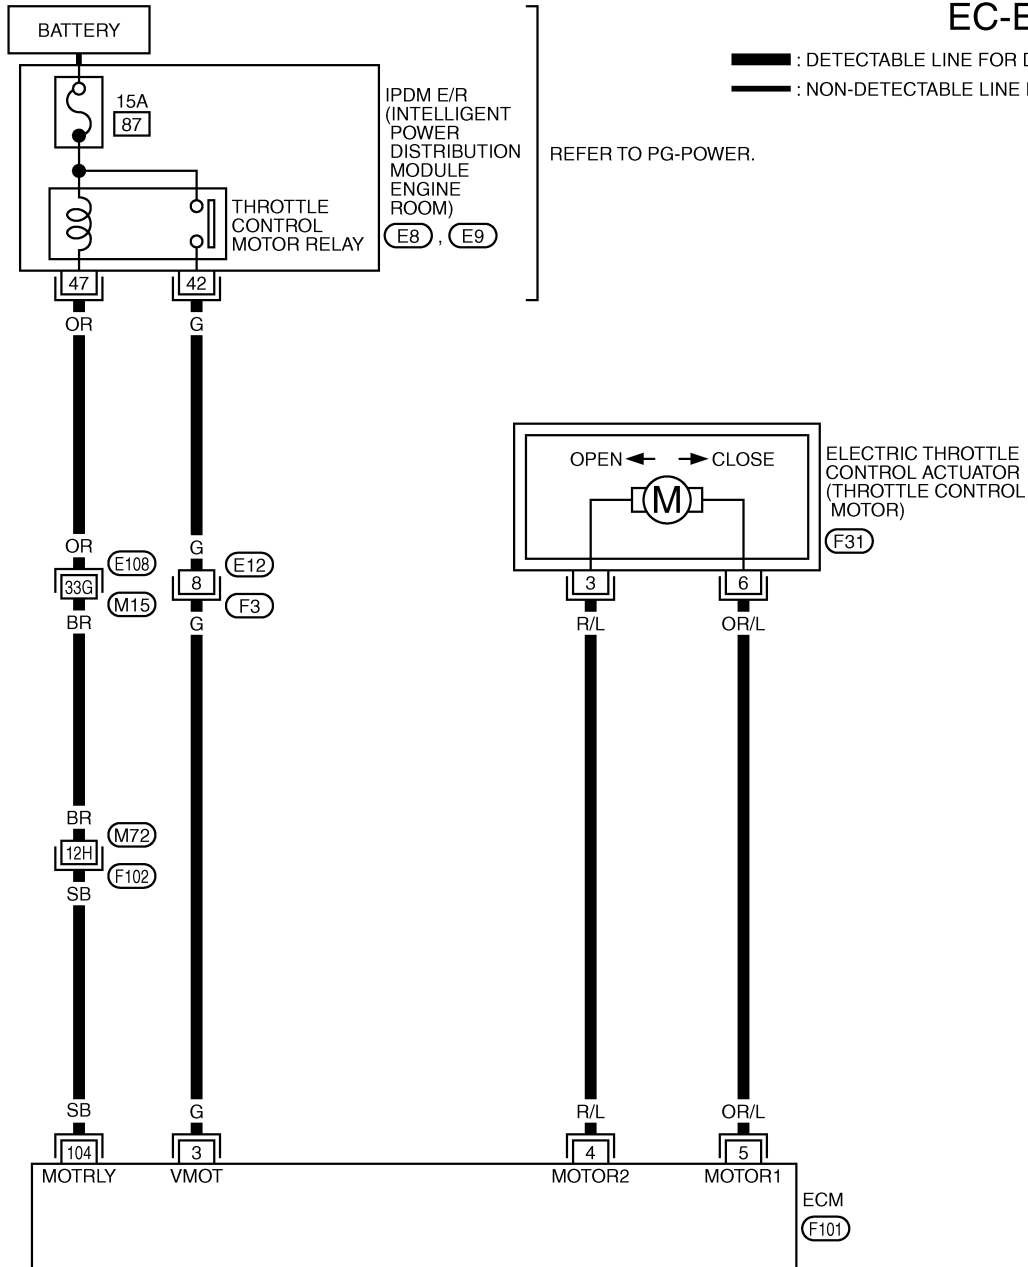 EC-E
BATTERY
: DETECTABLE LINE FOR D
: NON-DETECTABLE LINE
15A
87
IPDM E/R
(INTELLIGENT
POWER
DISTRIBUTION
MODULE
ENGINE
ROOM)
E8 , E9
REFER TO PG-POWER.
THROTTLE
CONTROL
MOTOR RELAY
47 42
OR G
OR G
E108 E12
33G 8
M15 F3
BR G
OPEN CLOSE
M
ELECTRIC THROTTLE
CONTROL ACTUATOR
(THROTTLE CONTROL
MOTOR)
F31
3 6
R/L OR/L
BR
M72
12H
F102
SB
SB G R/L OR/L
104 3 4 5
MOTRLY VMOT MOTOR2 MOTOR1
ECM
F101